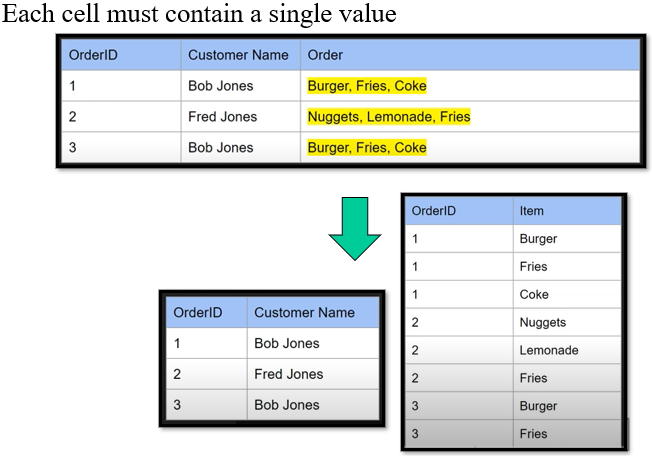 Each cell must contain a single value
OrderID Customer Name Order
1 Bob Jones Burger, Fries, Coke
2 Fred Jones Nuggets, Lemonade, Fries
3 Bob Jones Burger, Fries, Coke
OrderID Customer Name
1 Bob Jones
2 Fred Jones
3 Bob Jones
OrderID Item
1 Burger
1 Fries
1 Coke
2 Nuggets
2 Lemonade
2 Fries
3 Burger
3 Fries